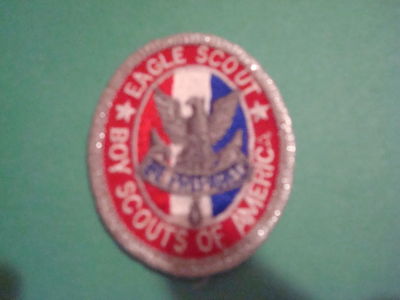 EAGLE SCOUT
BE PREPARED
BOY SCOUTS OF AMERICA